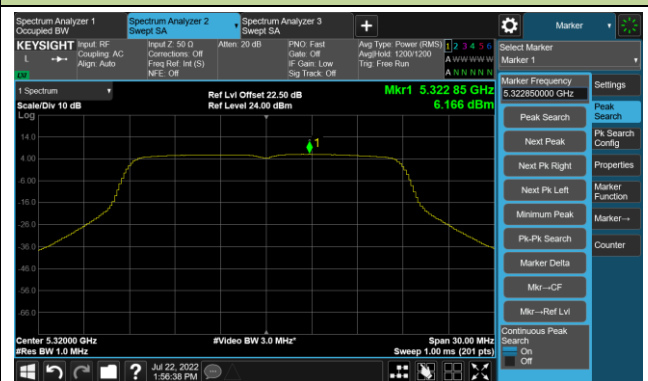 Spectrum Analyzer 1
Occupied BW
Spectrum Analyzer 2
Swept SA
Spectrum Analyzer 3
Swept SA
+
Marker
KEYSIGHT
L
LW
Input: RF
Coupling: AC
Align: Auto
Input Z: 50 Ω
Corrections: Off
Freq Ref: Int (S)
NFE: Off
Atten: 20 dB
PNO: Fast
Gate: Off
IF Gain: Low
Sig Track: Off
Avg Type: Power (RMS)
Avg|Hold: 1200/1200
Trig: Free Run
1 2 3 4 5 6
A W W W W W
A N N N N N
Select Marker
Marker 1
1 Spectrum
Scale/Div 10 dB
Log
Ref Lvl Offset 22.50 dB
Ref Level 24.00 dBm
Mkr1 5.322 85 GHz
6.166 dBm
14.0
4.00
-6.00
-16.0
-26.0
-36.0
-46.0
-56.0
-66.0
1
Center 5.32000 GHz
#Res BW 1.0 MHz
#Video BW 3.0 MHz*
Span 30.00 MHz
Sweep 1.00 ms (201 pts)
Marker Frequency
5.322850000 GHz
Peak Search
Next Peak
Next Pk Right
Next Pk Left
Minimum Peak
Pk-Pk Search
Marker Delta
Mkr→CF
Mkr→Ref Lvl
Continuous Peak
Search
On
Off
Settings
Peak
Search
Pk Search
Config
Properties
Marker
Function
Marker→
Counter
?
Jul 22, 2022
1:56:38 PM